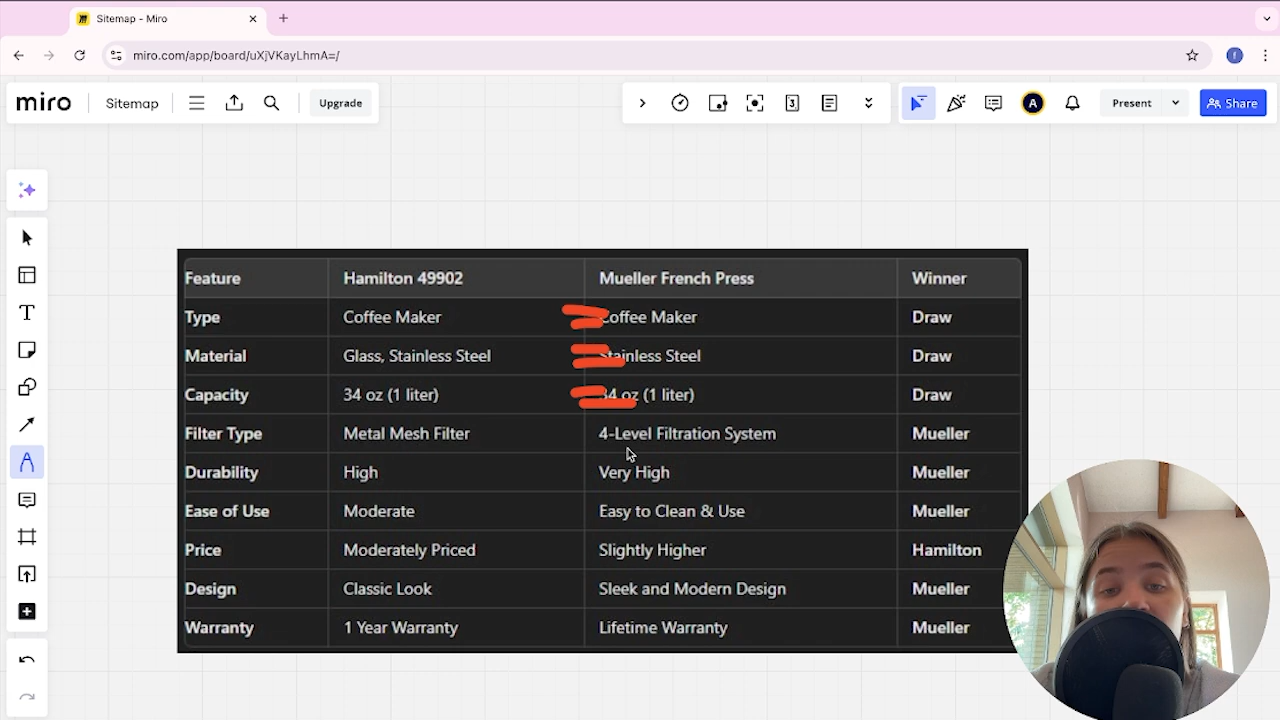 Sitemap - Miro
miro.com/app/board/uXjVKayLhmA=/
f
miro Sitemap Upgrade
3 A Present Share
Feature Hamilton 49902 Mueller French Press Winner
Type Coffee Maker Coffee Maker Draw
Material Glass, Stainless Steel Stainless Steel Draw
Capacity 34 oz (1 liter) 34 oz (1 liter) Draw
Filter Type Metal Mesh Filter 4-Level Filtration System Mueller
Durability High Very High Mueller
Ease of Use Moderate Easy to Clean & Use Mueller
Price Moderately Priced Slightly Higher Hamilton
Design Classic Look Sleek and Modern Design Mueller
Warranty 1 Year Warranty Lifetime Warranty Mueller